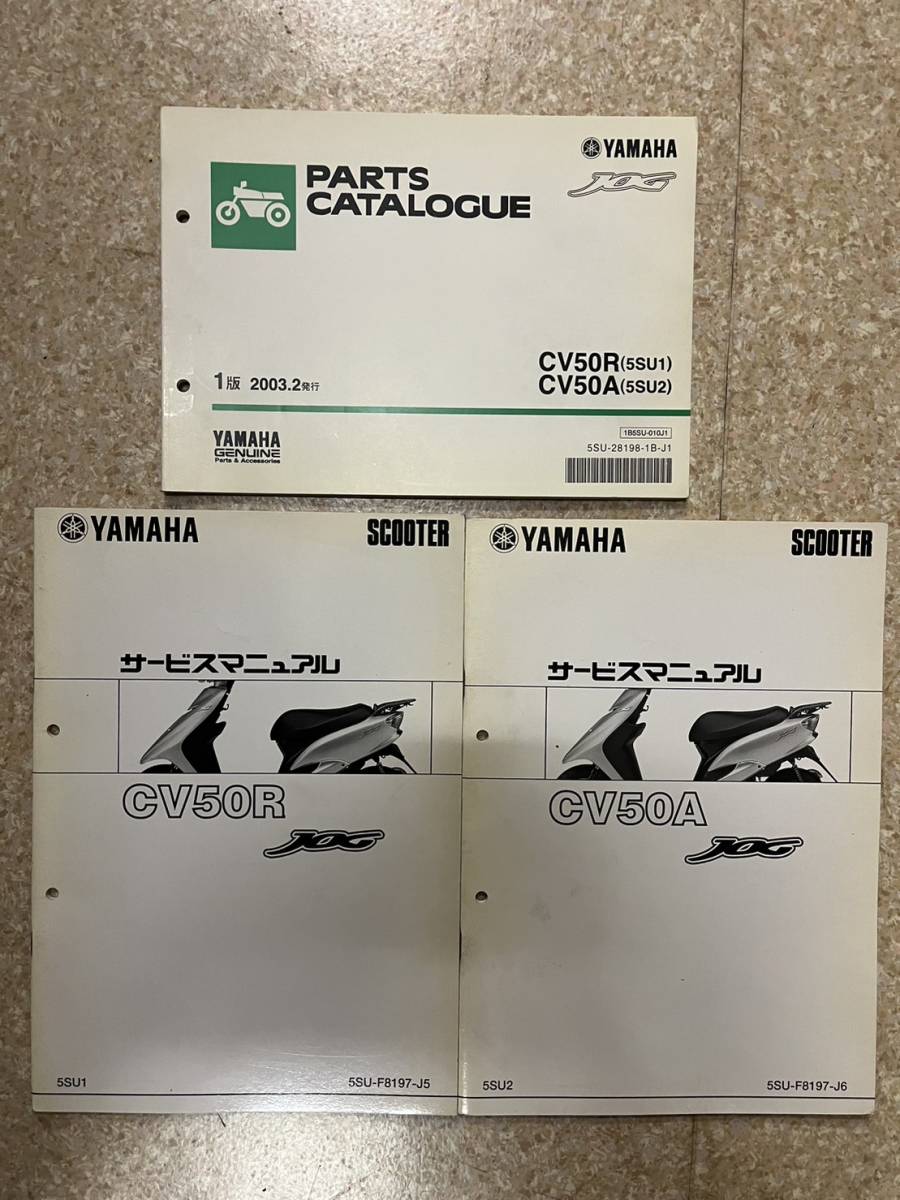 YAMAHA
JOG
PARTS
CATALOGUE
CV50R(5SU1)
CV50A(5SU2)
1版 2003.2発行
1B5SU-010J1
5SU-28198-1B-J1
YAMAHA
GENUINE
Parts & Accessories
YAMAHA SCOOTER
サービスマニュアル
CV50R
JOG
5SU1 5SU-F8197-J5
YAMAHA SCOOTER
サービスマニュアル
CV50A
JOG
5SU2 5SU-F8197-J6